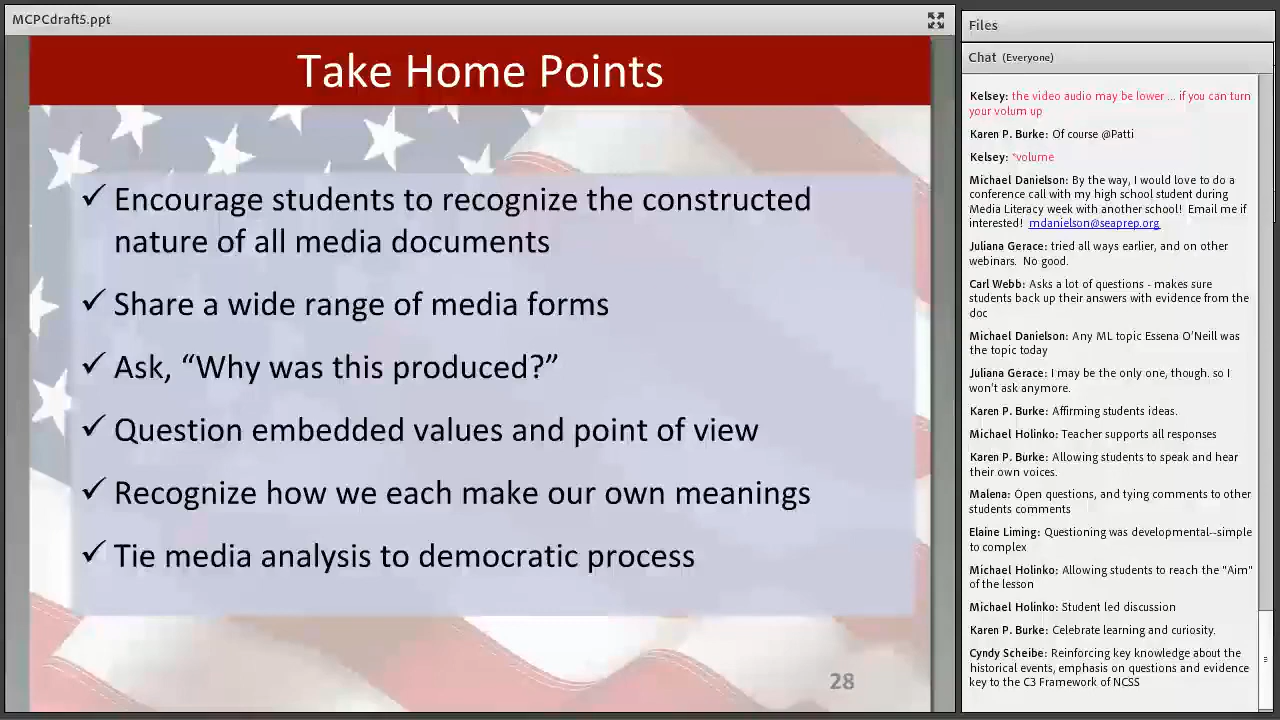 MCPCdraft5.ppt
Take Home Points
✓ Encourage students to recognize the constructed
nature of all media documents
✓ Share a wide range of media forms
✓ Ask, “Why was this produced?”
✓ Question embedded values and point of view
✓ Recognize how we each make our own meanings
✓ Tie media analysis to democratic process
28
Files
Chat (Everyone)
Kelsey: the video audio may be lower ... if you can turn
your volum up
Karen P. Burke: Of course @Patti
Kelsey: *volume
Michael Danielson: By the way, I would love to do a
conference call with my high school student during
Media Literacy week with another school! Email me if
interested! mdanielson@seaprep.org
Juliana Gerace: tried all ways earlier, and on other
webinars. No good.
Carl Webb: Asks a lot of questions - makes sure
students back up their answers with evidence from the
doc
Michael Danielson: Any ML topic Essena O’Neill was
the topic today
Juliana Gerace: I may be the only one, though. so I
won’t ask anymore.
Karen P. Burke: Affirming students ideas.
Michael Holinko: Teacher supports all responses
Karen P. Burke: Allowing students to speak and hear
their own voices.
Malena: Open questions, and tying comments to other
students comments
Elaine Liming: Questioning was developmental--simple
to complex
Michael Holinko: Allowing students to reach the "Aim"
of the lesson
Michael Holinko: Student led discussion
Karen P. Burke: Celebrate learning and curiosity.
Cyndy Scheibe: Reinforcing key knowledge about the
historical events, emphasis on questions and evidence
key to the C3 Framework of NCSS